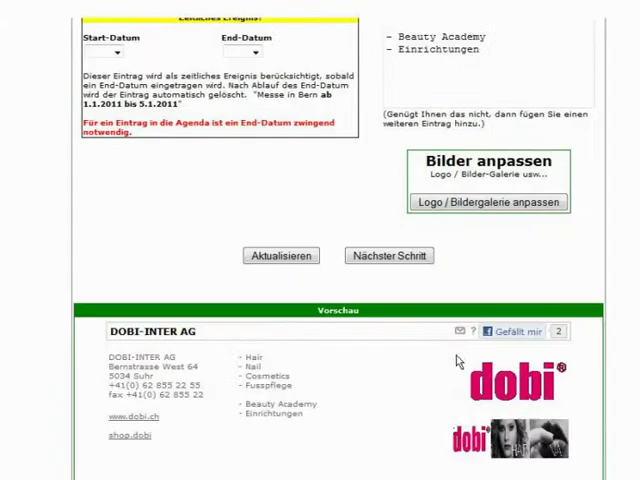 Zeitliches Ereignis?
Start-Datum
End-Datum
Dieser Eintrag wird als zeitliches Ereignis berücksichtigt, sobald
ein End-Datum eingetragen wird. Nach Ablauf des End-Datum
wird der Eintrag automatisch gelöscht. "Messe in Bern ab
1.1.2011 bis 5.1.2011"
Für ein Eintrag in die Agenda ist ein End-Datum zwingend
notwendig.
- Beauty Academy
- Einrichtungen
(Genügt Ihnen das nicht, dann fügen Sie einen
weiteren Eintrag hinzu.)
Bilder anpassen
Logo / Bilder-Galerie usw...
Logo / Bildergalerie anpassen
Aktualisieren
Nächster Schritt
Vorschau
DOBI-INTER AG
? Gefällt mir 2
DOBI-INTER AG
Bernstrasse West 64
5034 Suhr
+41(0) 62 855 22 55
fax +41(0) 62 855 22
www.dobi.ch
shop.dobi
- Hair
- Nail
- Cosmetics
- Fusspflege
- Beauty Academy
- Einrichtungen
dobi®
dobi